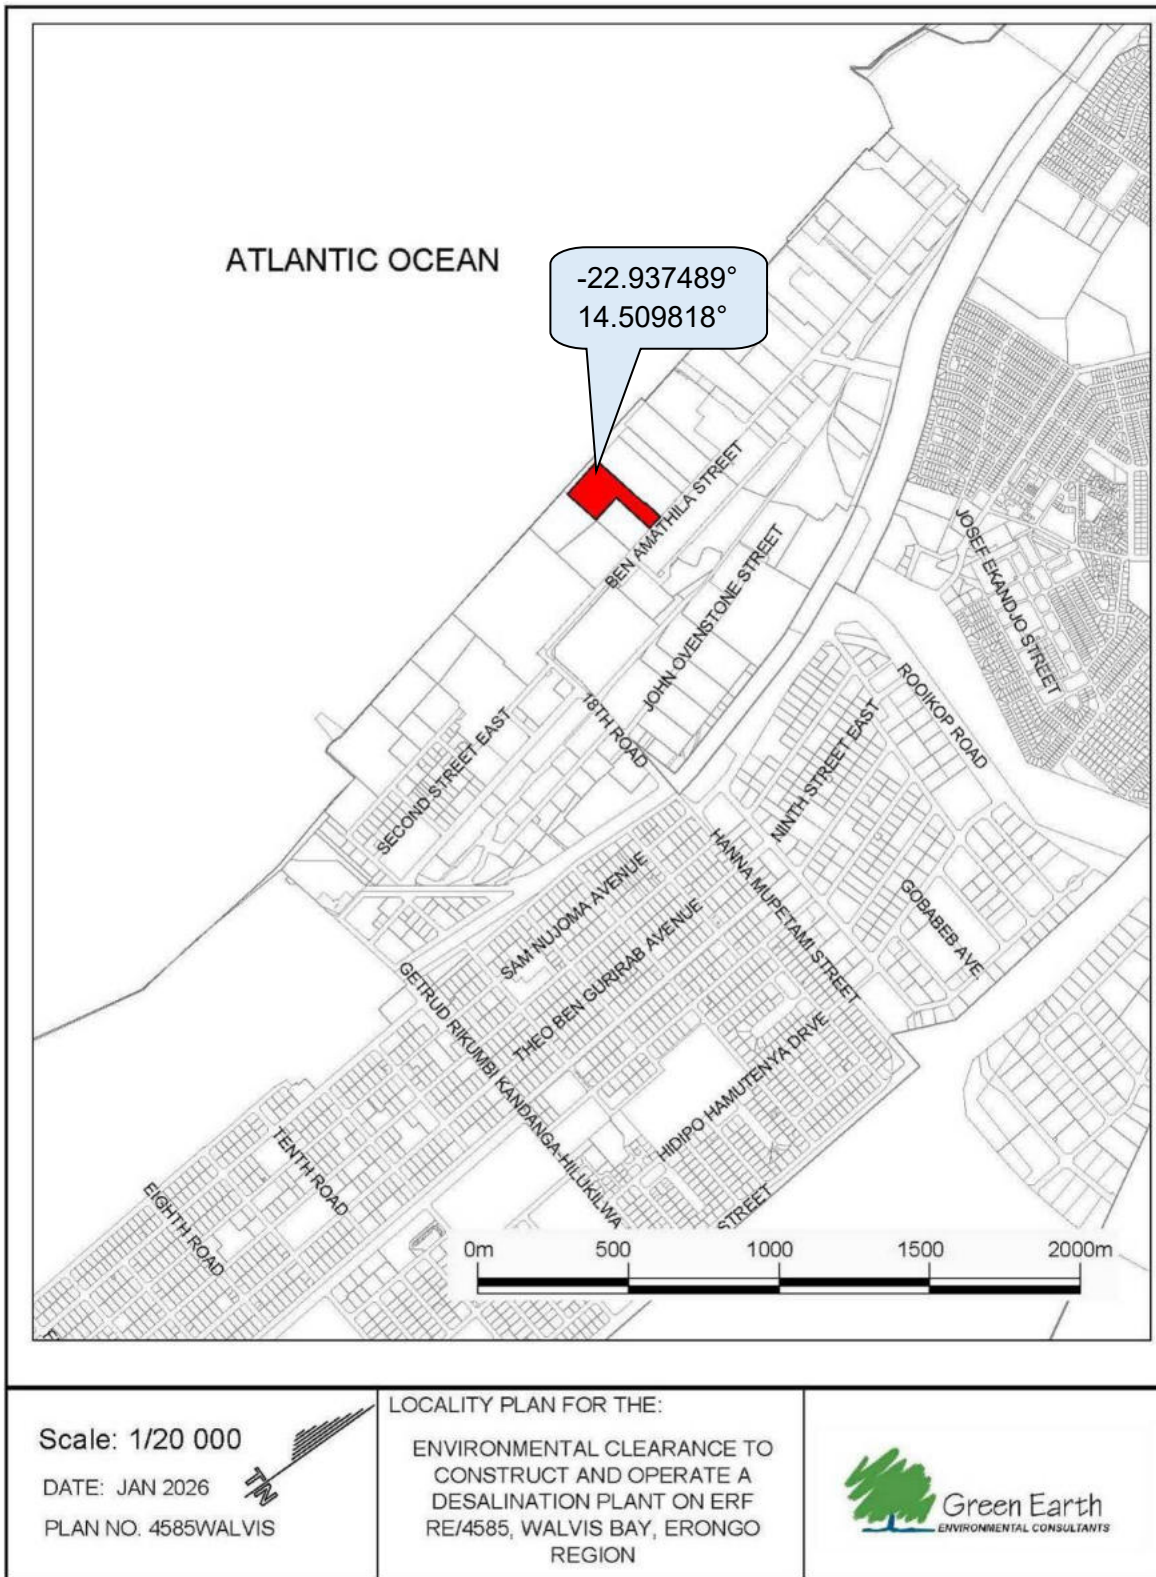 ATLANTIC OCEAN
-22.937489°
14.509818°
BEN AMATHILA STREET
JOHN OVENSTONE STREET
JOSEF EKANDJO STREET
18TH ROAD
ROOIKOP ROAD
SECOND STREET EAST
NINTH STREET EAST
SAM NUJOMA AVENUE
HANNA MUPETAMI STREET
GOBABEB AVE.
THEO BEN GURIRAB AVENUE
GETRUD RIKUMBI KANDANGA-HILUKILWA
HIDIPO HAMUTENYA DRVE
STREET
TENTH ROAD
EIGHTH ROAD
0m 500 1000 1500 2000m
Scale: 1/20 000
DATE: JAN 2026
PLAN NO. 4585WALVIS
TN
LOCALITY PLAN FOR THE:
ENVIRONMENTAL CLEARANCE TO
CONSTRUCT AND OPERATE A
DESALINATION PLANT ON ERF
RE/4585, WALVIS BAY, ERONGO
REGION
Green Earth
ENVIRONMENTAL CONSULTANTS